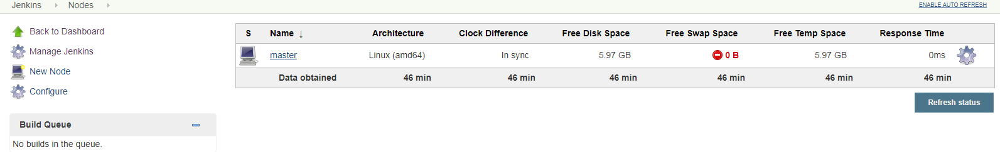 Jenkins Nodes ENABLE AUTO REFRESH
Back to Dashboard
Manage Jenkins
New Node
Configure
S Name ↓ Architecture Clock Difference Free Disk Space Free Swap Space Free Temp Space Response Time
master Linux (amd64) In sync 5.97 GB 0 B 5.97 GB 0ms
Data obtained 46 min 46 min 46 min 46 min 46 min 46 min
Refresh status
Build Queue
No builds in the queue.